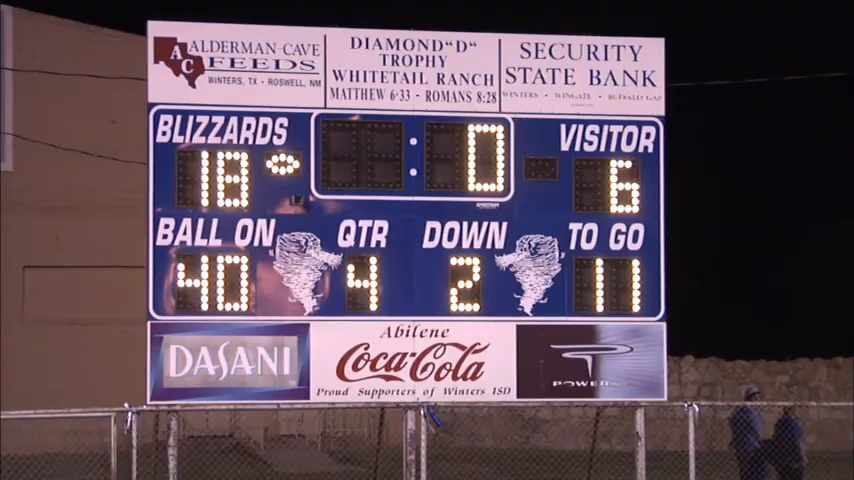 ALDERMAN-CAVE
AC FEEDS
WINTERS, TX - ROSWELL, NM
DIAMOND "D"
TROPHY
WHITETAIL RANCH
MATTHEW 6:33 - ROMANS 8:28
SECURITY
STATE BANK
WINTERS - WINGATE - BUFFALO GAP
BLIZZARDS
: 0
VISITOR
18
6
BALL ON QTR DOWN TO GO
40 4 2 11
DASANI
Abilene
Coca-Cola
Proud Supporters of Winters ISD